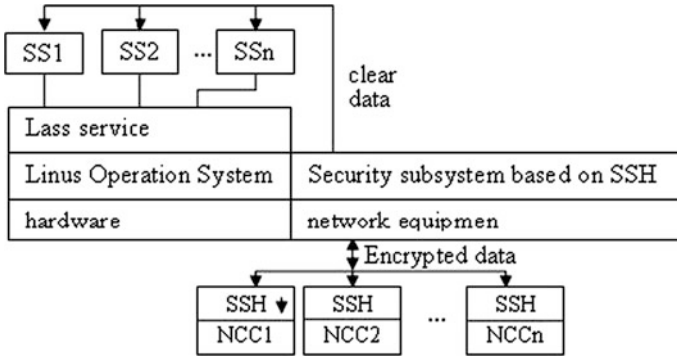 SS1
SS2
...
SSn
clear
data
Lass service
Linus Operation System
Security subsystem based on SSH
hardware
network equipmen
Encrypted data
SSH
SSH
...
SSH
NCC1
NCC2
NCCn